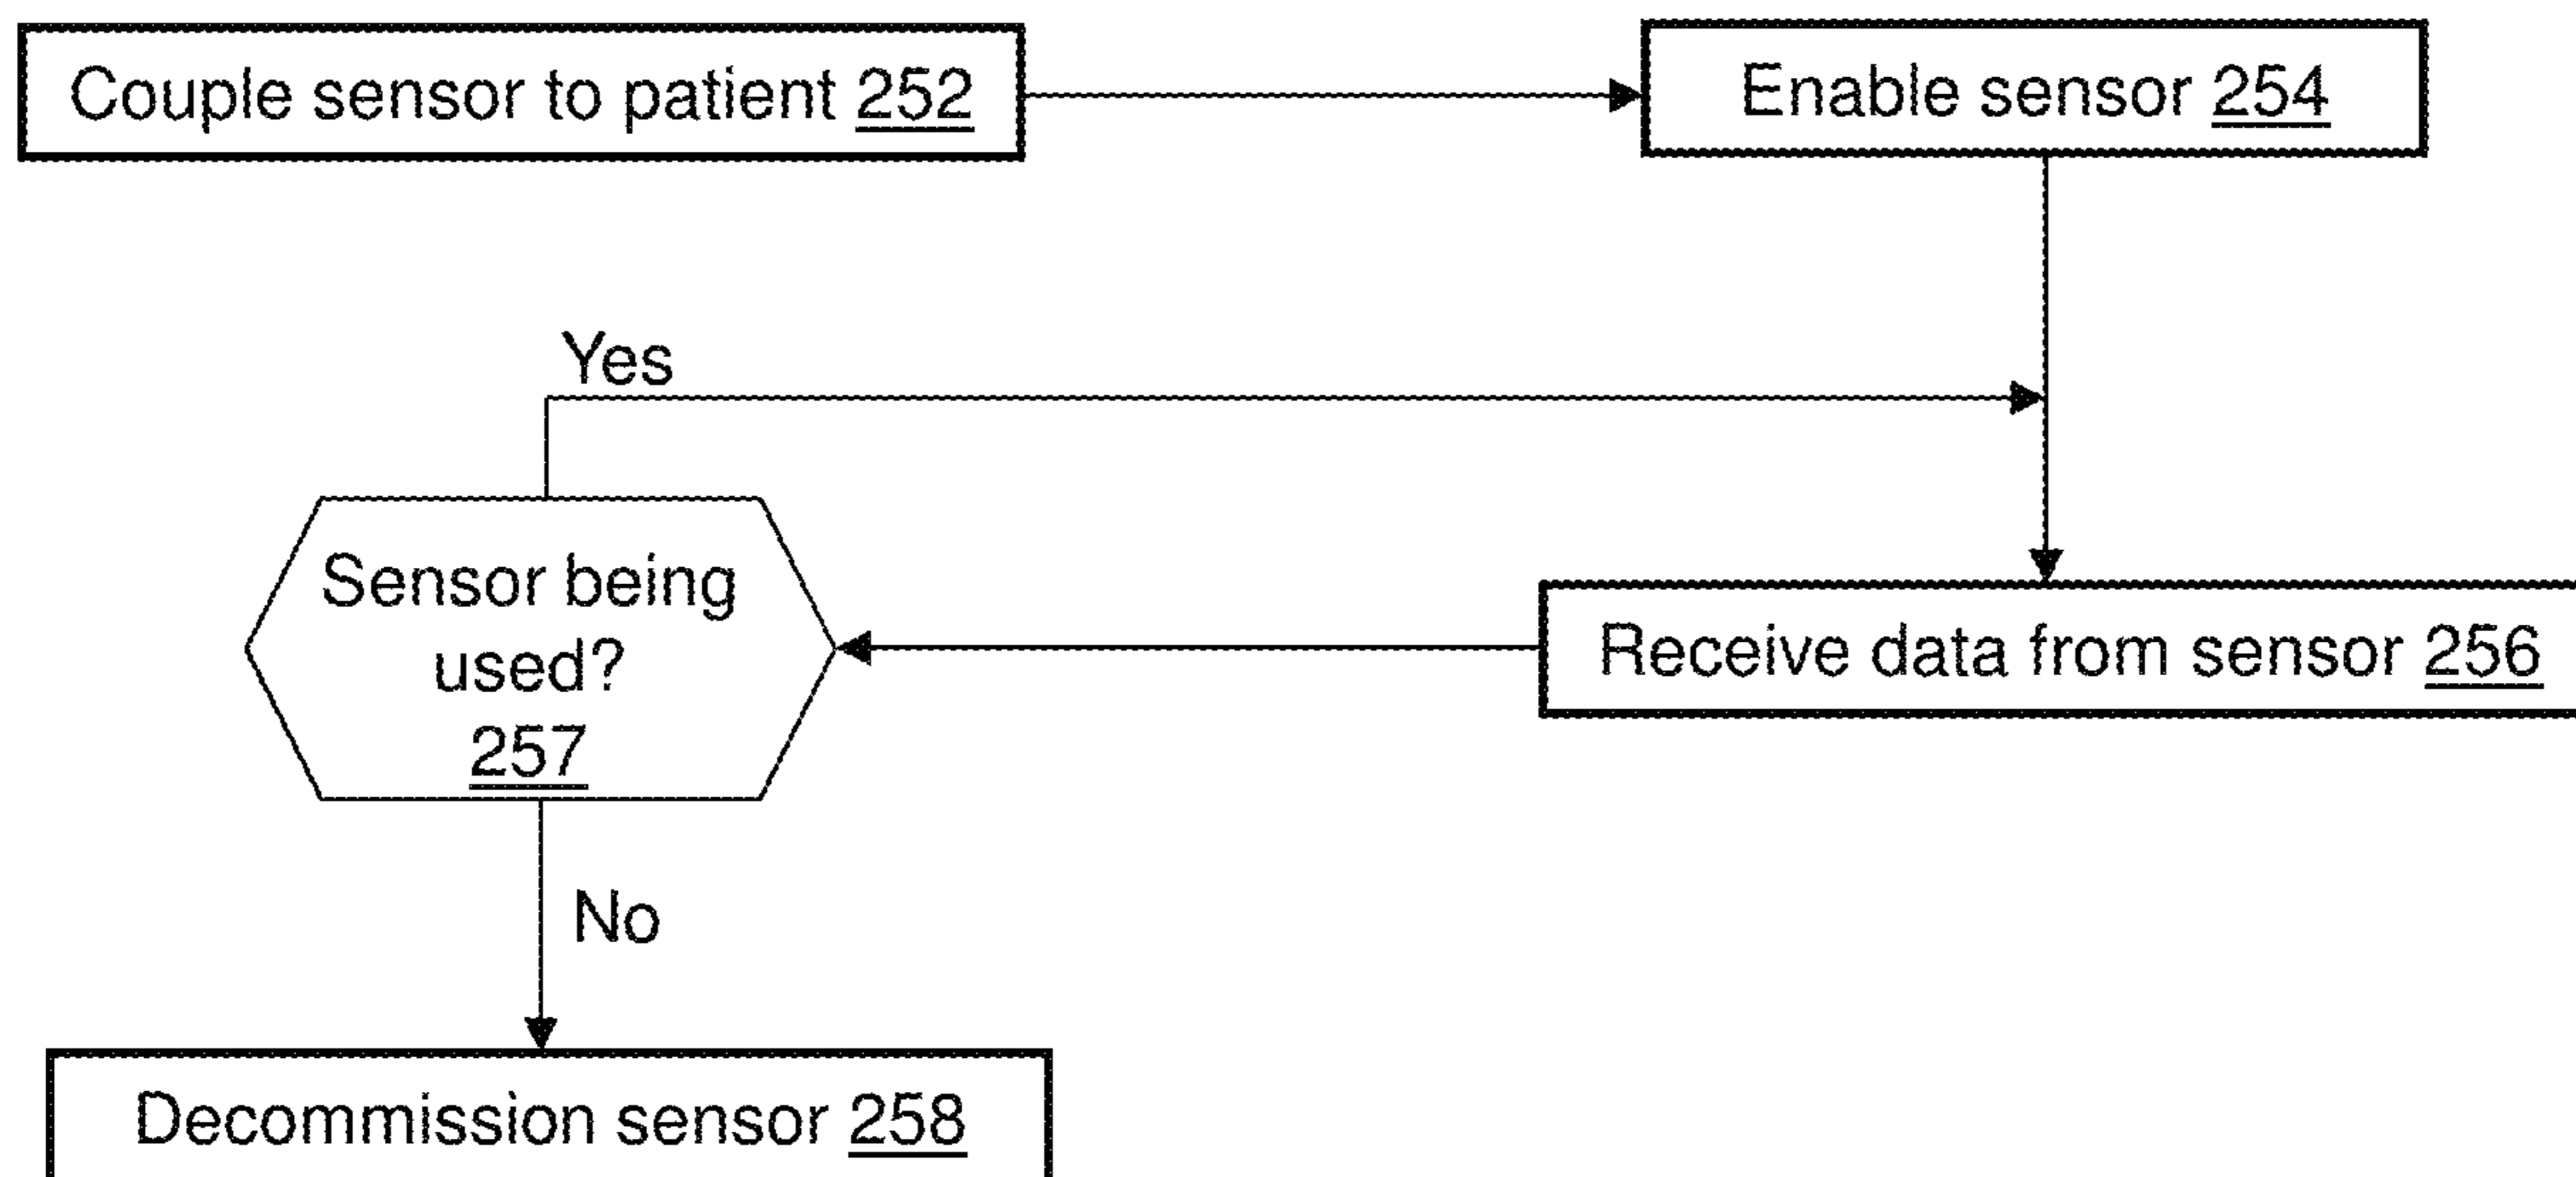 Couple sensor to patient 252
Enable sensor 254
Yes
Sensor being
used?
257
Receive data from sensor 256
No
Decommission sensor 258